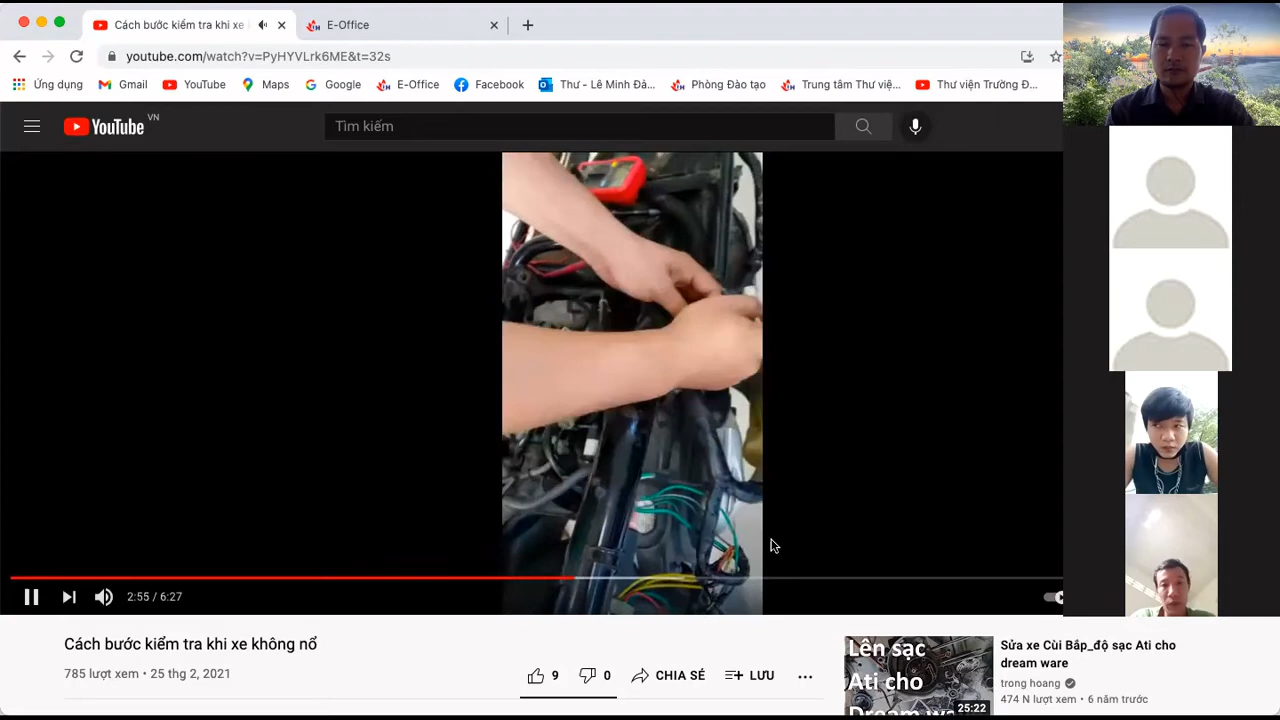 Cách bước kiểm tra khi xe
E-Office
youtube.com/watch?v=PyHYVLrk6ME&t=32s
Ứng dụng
Gmail
YouTube
Maps
Google
E-Office
Facebook
Thư - Lê Minh Đả...
Phòng Đào tạo
Trung tâm Thư việ...
Thư viện Trường Đ...
YouTube VN
Tìm kiếm
2:55 / 6:27
Cách bước kiểm tra khi xe không nổ
785 lượt xem • 25 thg 2, 2021
9
0
CHIA SẺ
LƯU
Lên sạc
Ati cho
Dream wa
25:22
Sửa xe Cùi Bắp_độ sạc Ati cho
dream ware
trong hoang
474 N lượt xem • 6 năm trước